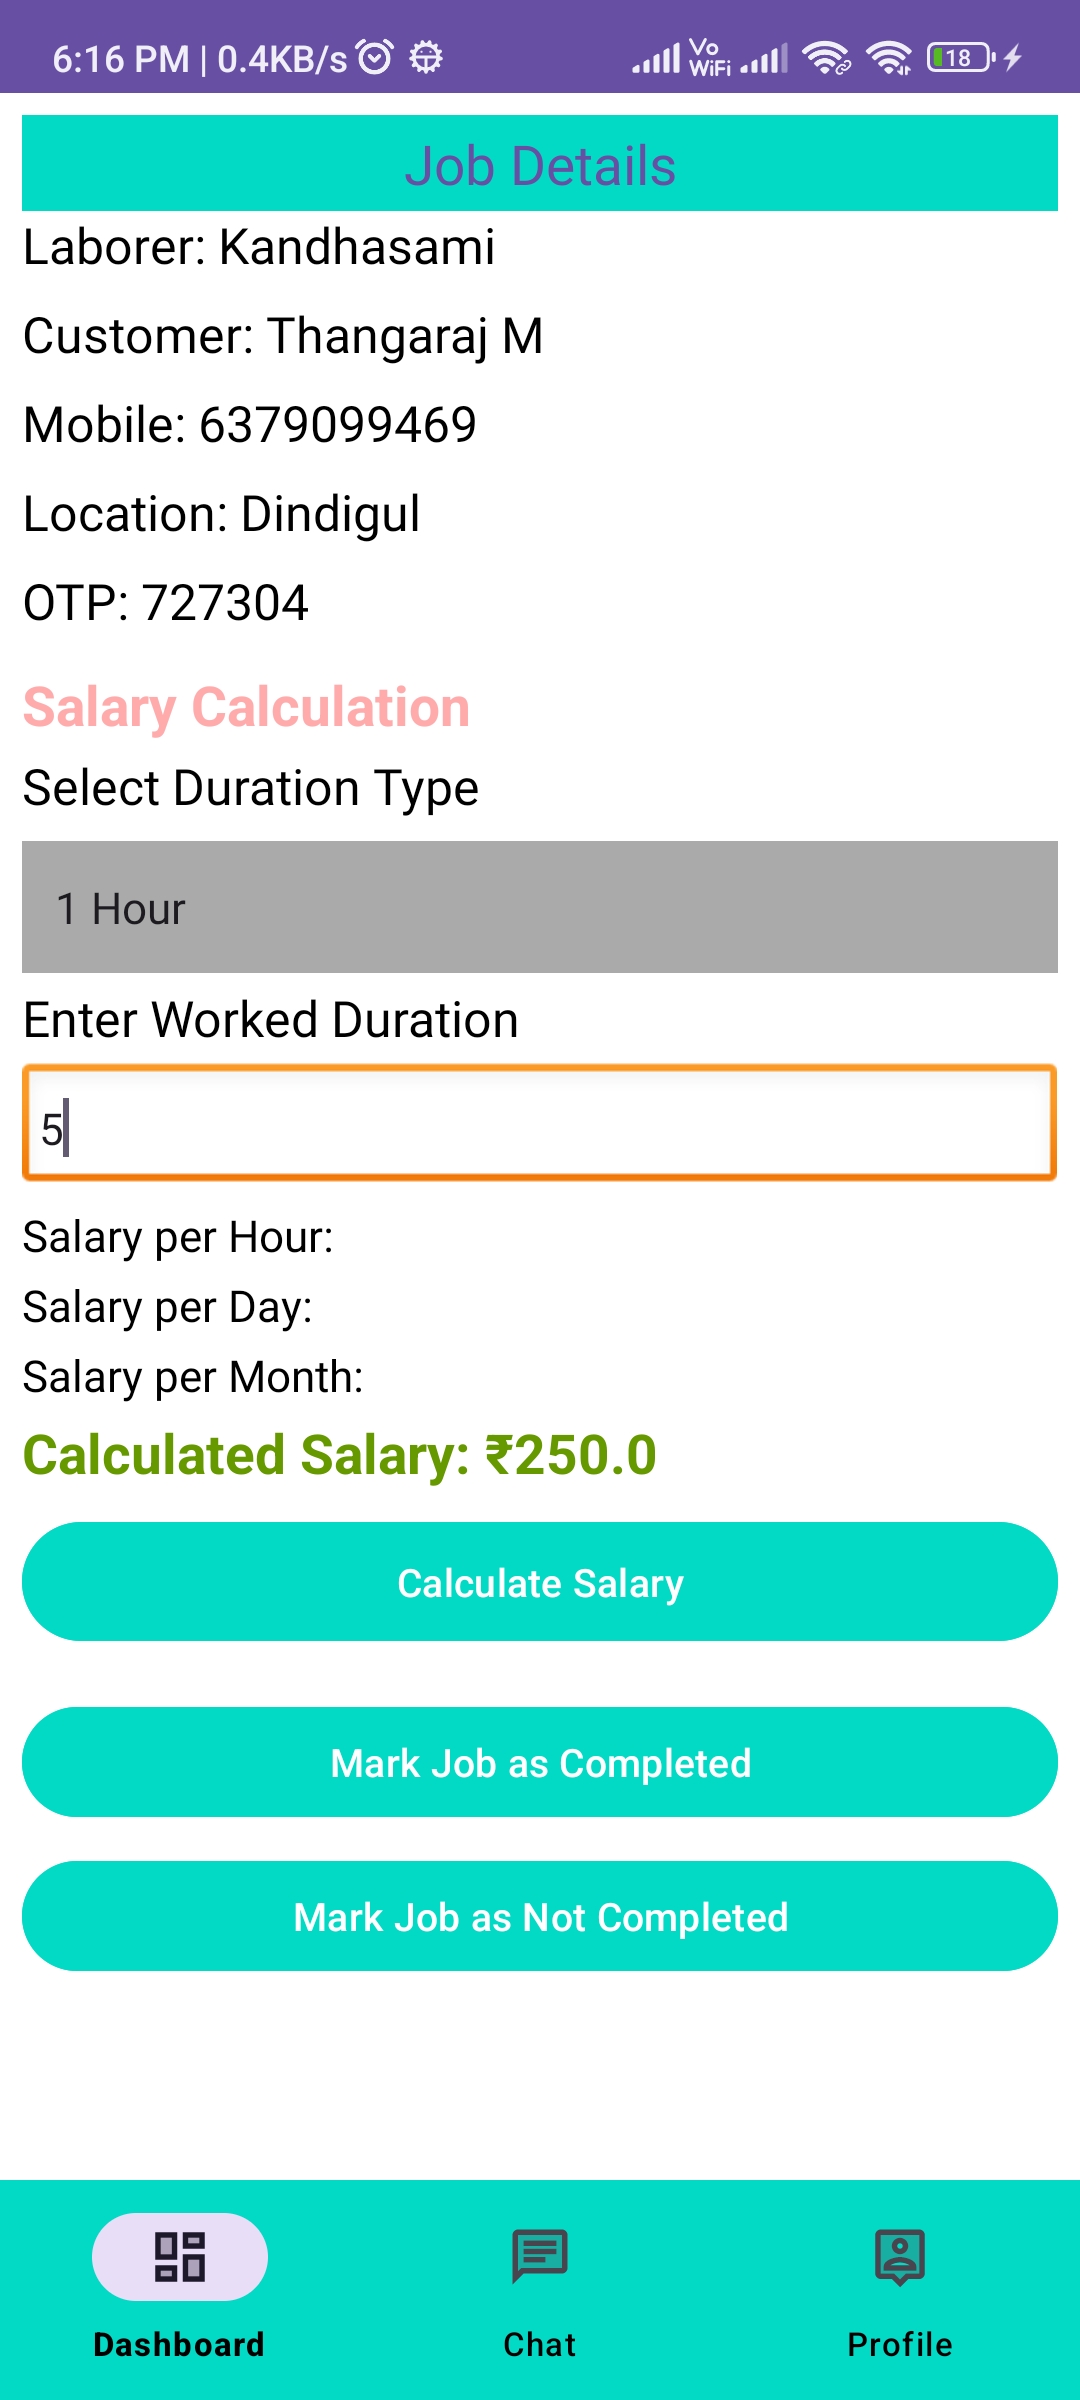 6:16 PM | 0.4KB/s Vo WiFi 18
Job Details
Laborer: Kandhasami
Customer: Thangaraj M
Mobile: 6379099469
Location: Dindigul
OTP: 727304
Salary Calculation
Select Duration Type
1 Hour
Enter Worked Duration
5
Salary per Hour:
Salary per Day:
Salary per Month:
Calculated Salary: ₹250.0
Calculate Salary
Mark Job as Completed
Mark Job as Not Completed
Dashboard Chat Profile